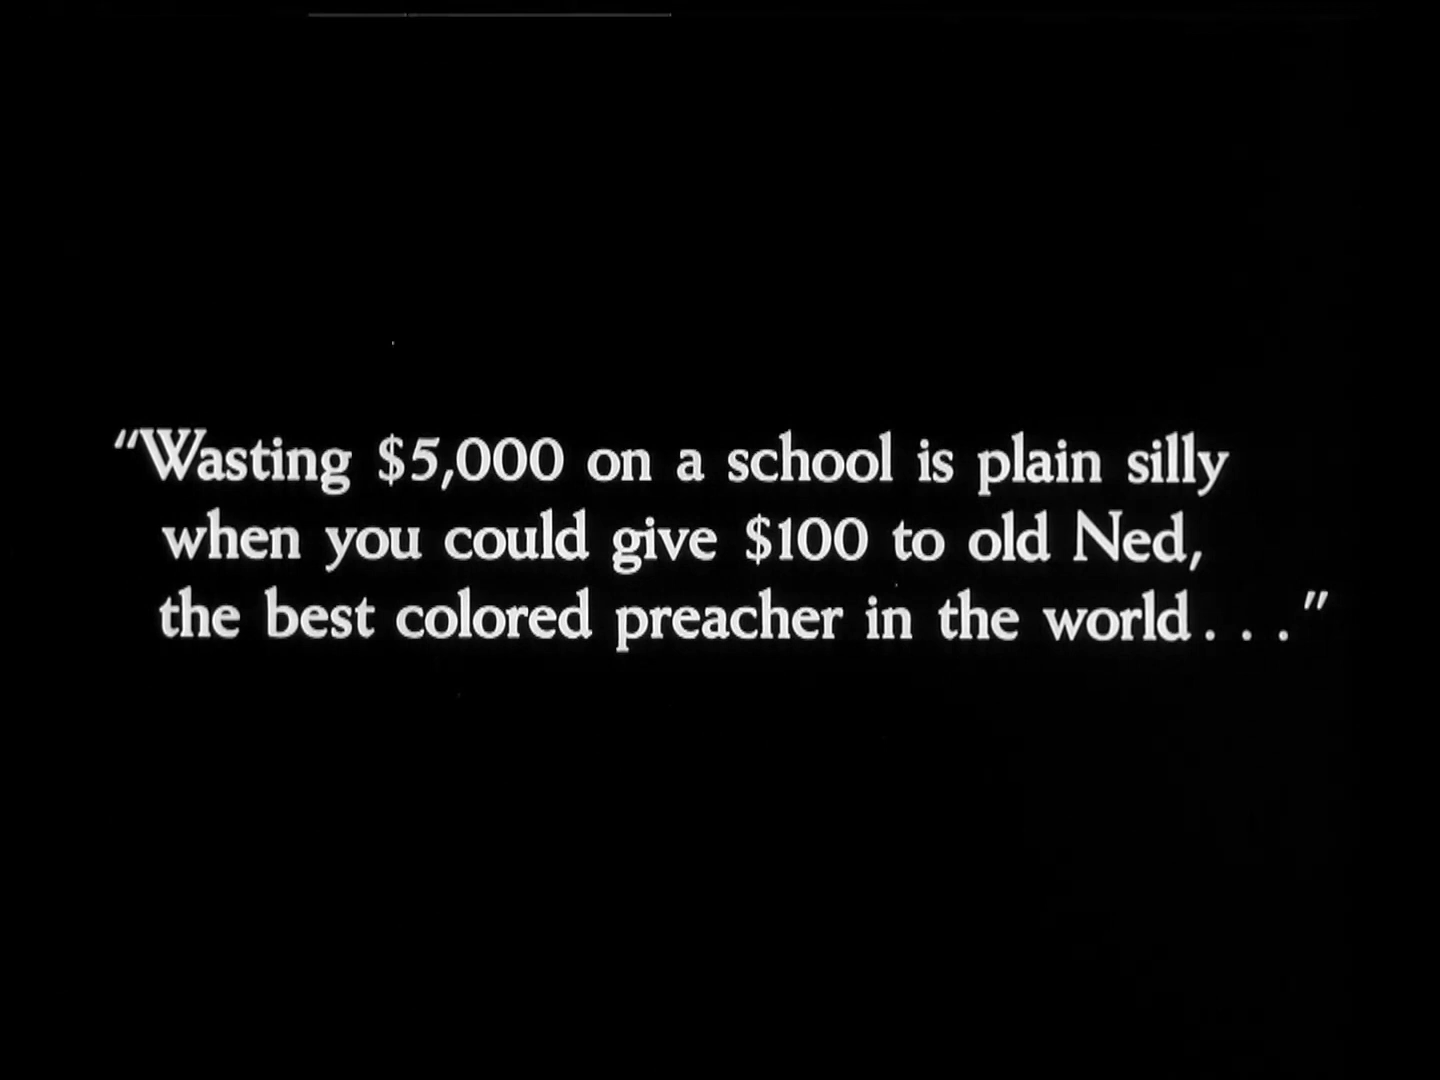 “Wasting $5,000 on a school is plain silly
when you could give $100 to old Ned,
the best colored preacher in the world . . .”